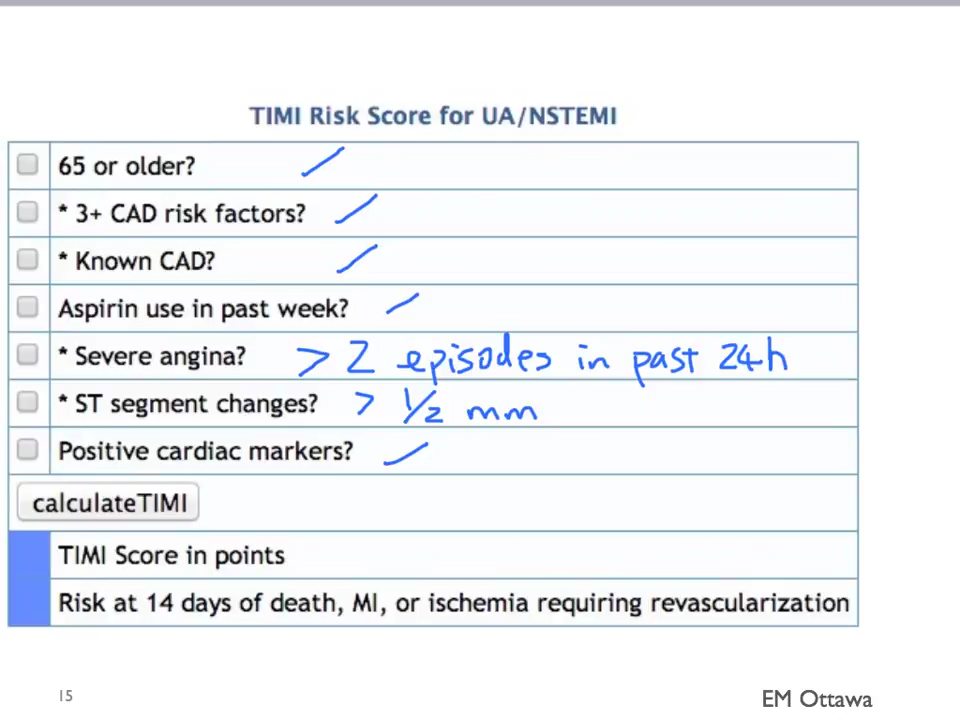 TIMI Risk Score for UA/NSTEMI
65 or older?
* 3+ CAD risk factors?
* Known CAD?
Aspirin use in past week?
* Severe angina? > 2 episodes in past 24h
* ST segment changes? > 1/2 mm
Positive cardiac markers?
calculateTIMI
TIMI Score in points
Risk at 14 days of death, MI, or ischemia requiring revascularization
15 EM Ottawa